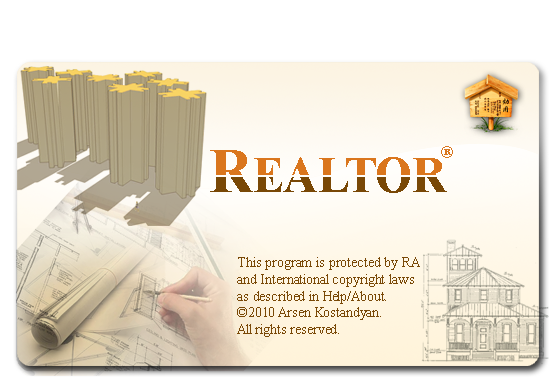 REALTOR®
This program is protected by RA
and International copyright laws
as described in Help/About.
©2010 Arsen Kostandyan.
All rights reserved.